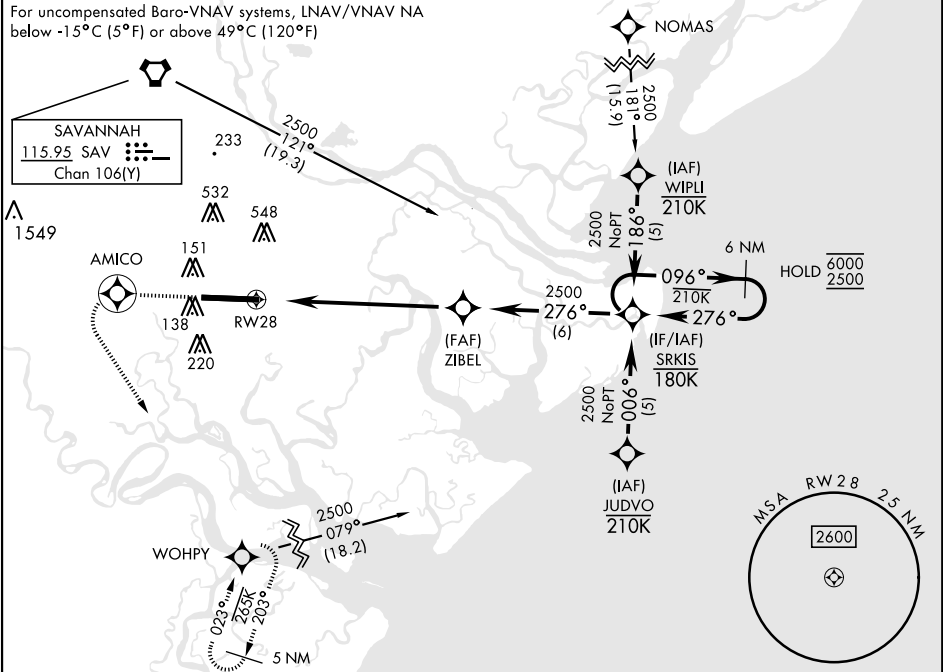 For uncompensated Baro-VNAV systems, LNAV/VNAV NA
below -15°C (5°F) or above 49°C (120°F)
NOMAS
2500
181°
(15.9)
SAVANNAH
115.95 SAV
Chan 106(Y)
2500
121°
(19.3)
233
532
548
1549
(IAF)
WIPLI
210K
2500
NoPT
186°
(5)
6 NM
HOLD 6000
2500
096°
210K
276°
AMICO
151
138
220
RW28
(FAF)
ZIBEL
2500
276°
(6)
(IF/IAF)
SRKIS
180K
2500
NoPT
006°
(5)
(IAF)
JUDVO
210K
WOHPY
2500
079°
(18.2)
023°
265K
203°
5 NM
MSA RW28 25 NM
2600